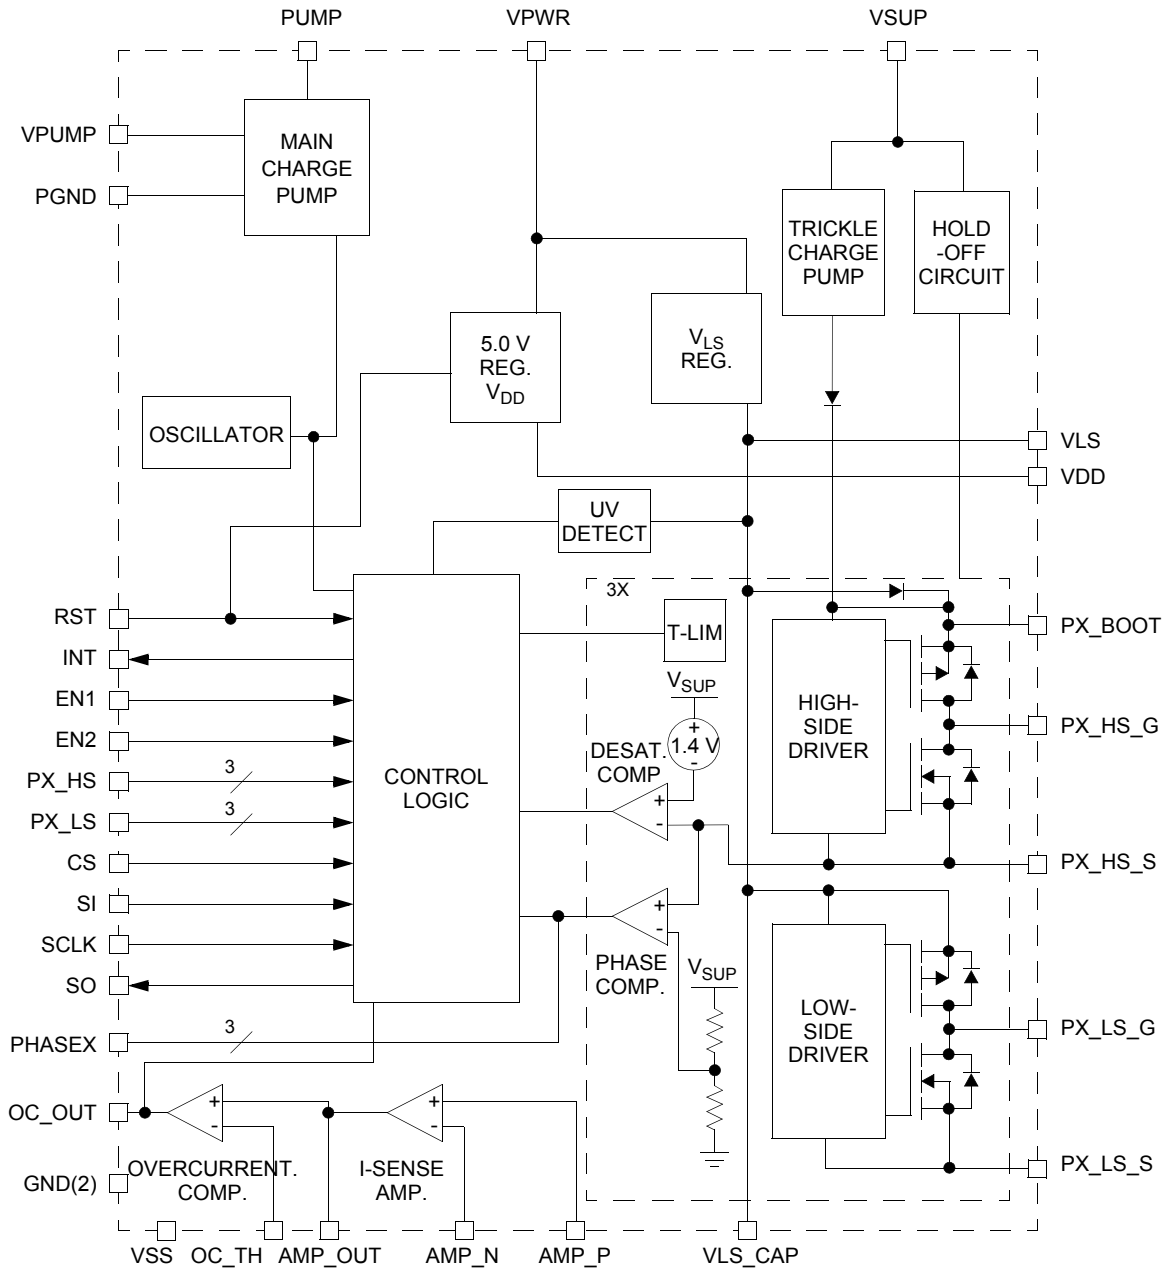 PUMP
VPWR
VSUP
VPUMP
PGND
MAIN
CHARGE
PUMP
TRICKLE
CHARGE
PUMP
HOLD
-OFF
CIRCUIT
5.0 V
REG.
VDD
VLS
REG.
OSCILLATOR
VLS
VDD
UV
DETECT
3X
RST
INT
EN1
EN2
PX_HS
3
PX_LS
3
CS
SI
SCLK
SO
PHASEX
3
OC_OUT
GND(2)
CONTROL
LOGIC
T-LIM
VSUP
+
1.4 V
-
DESAT.
COMP
+
-
+
-
PHASE
COMP.
VSUP
HIGH-
SIDE
DRIVER
LOW-
SIDE
DRIVER
PX_BOOT
PX_HS_G
PX_HS_S
PX_LS_G
PX_LS_S
+
-
OVERCURRENT.
COMP.
+
-
I-SENSE
AMP.
VSS
OC_TH
AMP_OUT
AMP_N
AMP_P
VLS_CAP